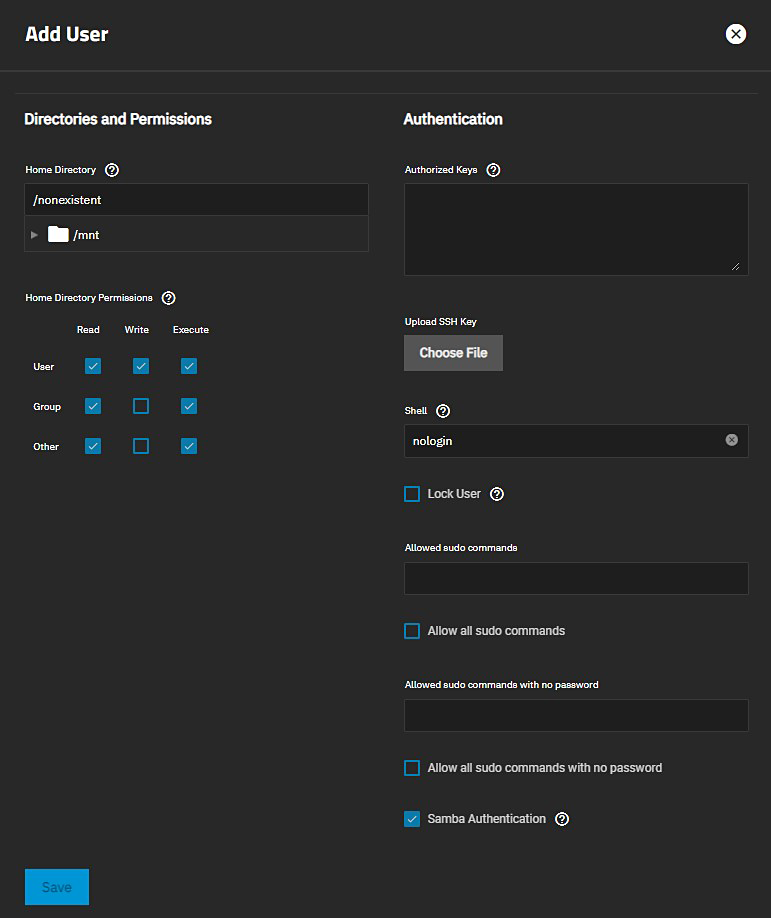 Add User
Directories and Permissions
Home Directory
/nonexistent
/mnt
Home Directory Permissions
Read Write Execute
User
Group
Other
Authentication
Authorized Keys
Upload SSH Key
Choose File
Shell
nologin
Lock User
Allowed sudo commands
Allow all sudo commands
Allowed sudo commands with no password
Allow all sudo commands with no password
Samba Authentication
Save